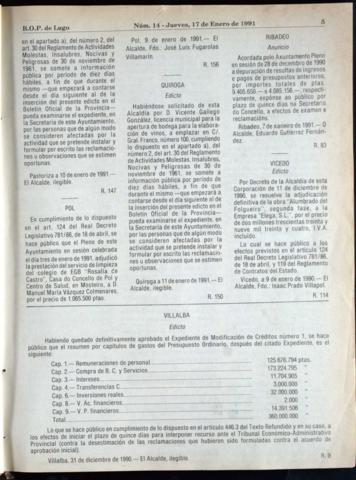 B.O.P. de Lugo
Núm. 14 - Jueves, 17 de Enero de 1991
5
en el apartado a), del número 2, del
art. 30 del Reglamento de Actividades
Molestas, Insalubres, Nocivas y
Peligrosas de 30 de noviembre de
1961, se somete a información
pública por período de diez días
hábiles, a fin de que durante el
mismo —que empezará a contarse
desde el día siguiente al de la
inserción del presente edicto en el
Boletín Oficial de la Provincia—
pueda examinarse el expediente, en
la Secretaría de este Ayuntamiento,
por las personas que de algún modo
se consideren afectadas por la
actividad que se pretende instalar y
formular por escrito las reclamacio-
nes u observaciones que se estimen
oportunas.
Pastoriza a 10 de enero de 1991.—
El Alcalde, ilegible.
R. 147
POL
En cumplimiento de lo dispuesto
en el art. 124 del Real Decreto
Legislativo 781/86, de 18 de abril, se
hace público que el Pleno de este
Ayuntamiento en sesión celebrada
el día tres de enero de 1991, adjudicó
la prestación del servicio de limpieza
del colegio de EGB "Rosalía de
Castro", Casa do Concello de Pol y
Centro de Salud, en Mosteiro, a D.
Manuel María Vázquez Colmenares,
por el precio de 1.065.500 ptas.
Pol, 9 de enero de 1991.— El
Alcalde, Fdo.: José Luis Fugarolas
Villamarín.
R. 156
QUIROGA
Edicto
Habiéndose solicitado de esta
Alcaldía por D. Vicente Gallego
González, licencia municipal para la
apertura de bodega para la elabora-
ción de vinos, a emplazar en C/
Gral. Franco, número 100, cumpliendo
lo dispuesto en el apartado a), del
número 2, del art. 30 del Reglamento
de Actividades Molestas, Insalubres,
Nocivas y Peligrosas de 30 de
noviembre de 1961, se somete a
información pública por período de
diez días hábiles, a fin de que
durante el mismo —que empezará a
contarse desde el día siguiente al de
la inserción del presente edicto en el
Boletín Oficial de la Provincia—
pueda examinarse el expediente, en
la Secretaría de este Ayuntamiento,
por las personas que de algún modo
se consideren afectadas por la
actividad que se pretende instalar y
formular por escrito las reclamacio-
nes u observaciones que se estimen
oportunas.
Quiroga a 11 de enero de 1991.— El
Alcalde, ilegible.
R. 150
RIBADEO
Anuncio
Acordada polo Axuntamento Pleno
en sesión de 28 de decembro de 1990
a depuración de resultas de ingresos
e pagos de presupostos anteriores,
por importes totales de ptas.
9.405.659.— e 4.085.156.—, respecti-
vamente, expónse ao público por
plazo de quince días na Secretaría
do Concello, a efectos de exame e
reclamacións.
Ribadeo, 7 de xaneiro de 1991.— O
Alcalde, Eduardo Gutiérrez Fernán-
dez.
R. 83
VICEDO
Edicto
Por Decreto de la Alcaldía de esta
Corporación de 11 de diciembre de
1990, se resuelve la adjudicación
definitiva de la obra "Alumbrado de
Folgueiro", segunda fase, a la
Empresa "Elega, S.L.", por el precio
de dos millones trescientas treinta y
nueve mil treinta y cuatro, I.V.A.
incluido.
Lo cual se hace público a los
efectos previstos en el artículo 124
del Real Decreto Legislativo 781/86,
de 18 de abril, y 119 del Reglamento
de Contratos del Estado.
Vicedo, a 9 de enero de 1990.— El
Alcalde, Fdo.: Isaac Prado Villapol.
R. 114
VILLALBA
Edicto
Habiendo quedado definitivamente aprobado el Expediente de Modificación de Créditos número 1, se hace
público que el resumen por capítulos de gastos del Presupuesto Ordinario, después del citado Expediente, es el
siguiente:
Cap. 1.— Remuneraciones de personal 125.676.794 ptas.
Cap. 2.— Compra de B. C. y Servicios 173.224.795 "
Cap. 3.— Intereses 11.704.905 "
Cap. 4.— Transferencias C. 3.000.000 "
Cap. 6.— Inversiones reales 32.000.000 "
Cap. 8.— V. Ac. financieros 2.000 "
Cap. 9.— V. P. financieros 14.391.506 "
Total 360.000.000 "
Lo que se hace público en cumplimiento de lo dispuesto en el artículo 446.3 del Texto Refundido y en su caso, a
los efectos de iniciar el plazo de quince días para interponer recurso ante el Tribunal Económico-Administrativo
Provincial (contra la desestimación de las reclamaciones que hubieren sido formuladas contra el acuerdo de
aprobación inicial).
Villalba, 31 de diciembre de 1990.— El Alcalde, ilegible.
R. 9